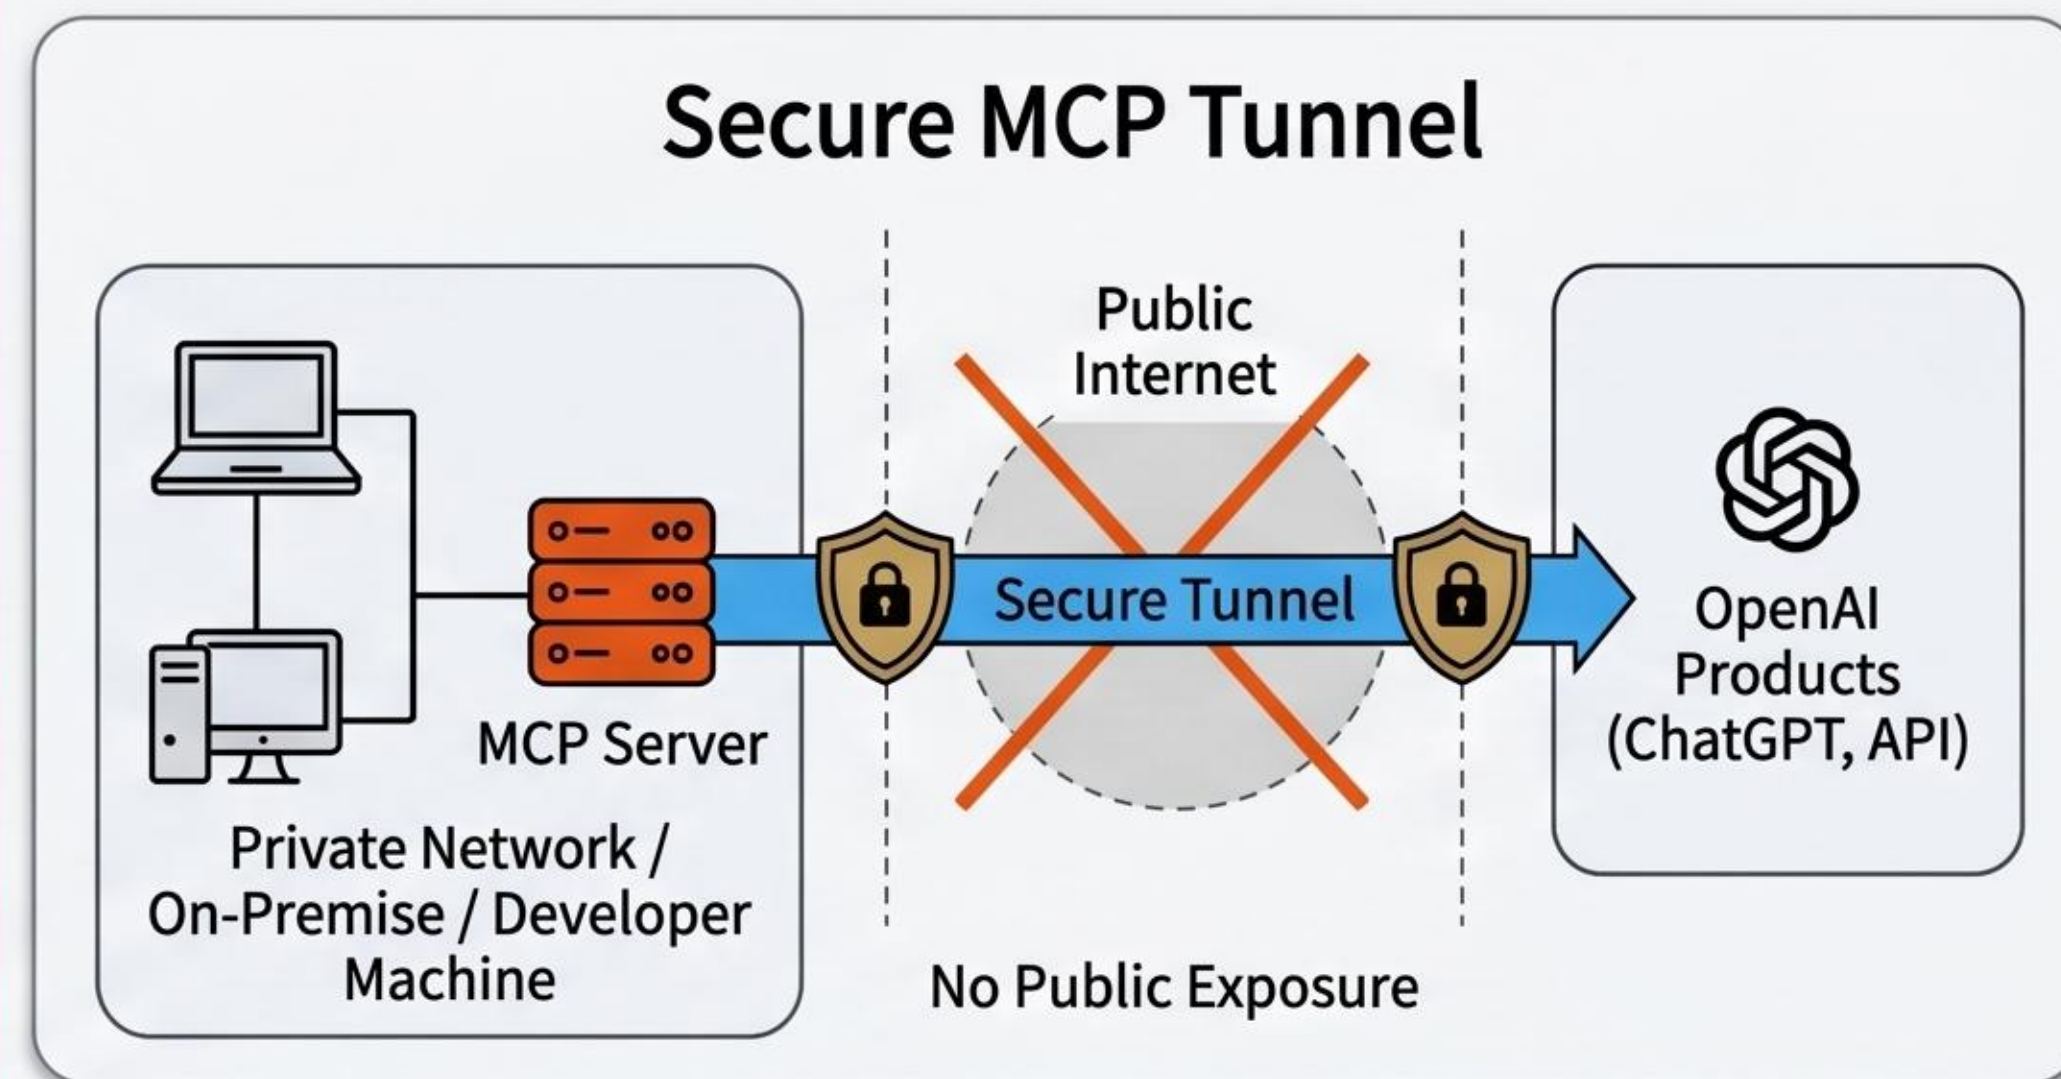 Secure MCP Tunnel
Public
Internet
Secure Tunnel
MCP Server
Private Network /
On-Premise / Developer
Machine
OpenAI
Products
(ChatGPT, API)
No Public Exposure